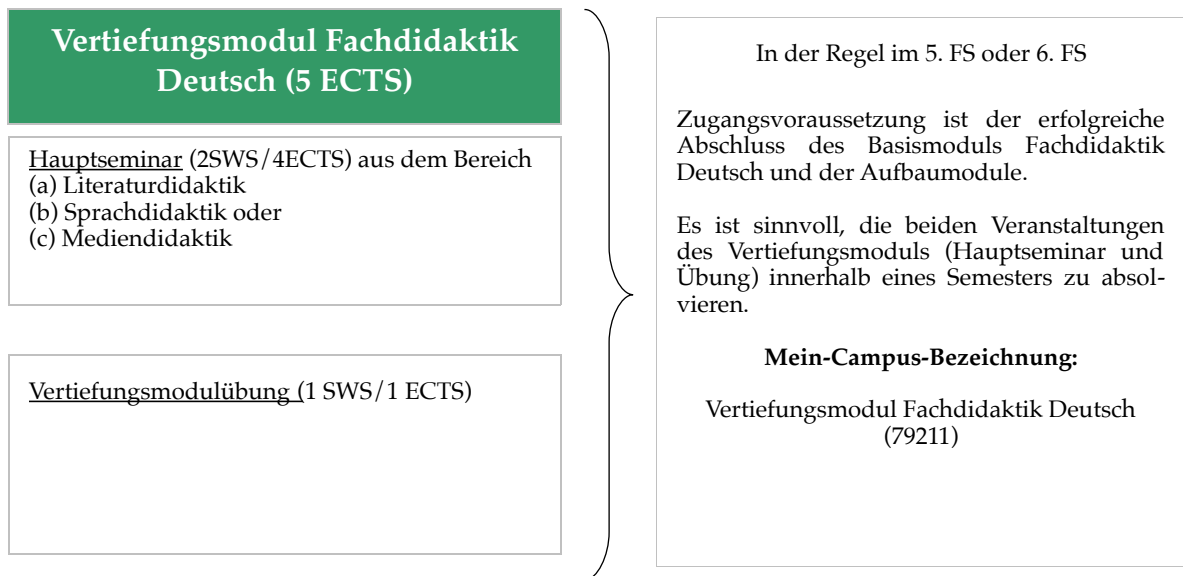 Vertiefungsmodul Fachdidaktik
Deutsch (5 ECTS)
Hauptseminar (2SWS/4ECTS) aus dem Bereich
(a) Literaturdidaktik
(b) Sprachdidaktik oder
(c) Mediendidaktik
Vertiefungsmodulübung (1 SWS/1 ECTS)
In der Regel im 5. FS oder 6. FS
Zugangsvoraussetzung ist der erfolgreiche
Abschluss des Basismoduls Fachdidaktik
Deutsch und der Aufbaumodule.
Es ist sinnvoll, die beiden Veranstaltungen
des Vertiefungsmoduls (Hauptseminar und
Übung) innerhalb eines Semesters zu absol-
vieren.
Mein-Campus-Bezeichnung:
Vertiefungsmodul Fachdidaktik Deutsch
(79211)